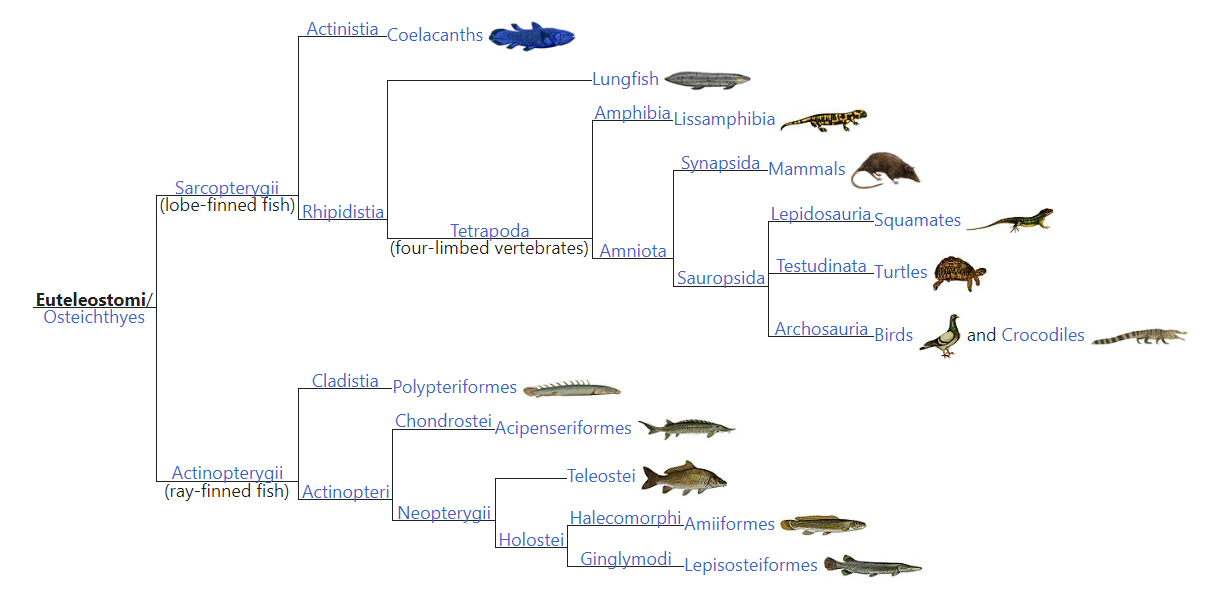 Actinistia
Coelacanths
Lungfish
Amphibia
Lissamphibia
Synapsida
Mammals
Sarcopterygii
(lobe-finned fish)
Rhipidistia
Lepidosauria
Squamates
Tetrapoda
(four-limbed vertebrates)
Amniota
Testudinata
Turtles
Sauropsida
Euteleostomi/
Osteichthyes
Archosauria
Birds and Crocodiles
Cladistia
Polypteriformes
Chondrostei
Acipenseriformes
Actinopterygii
(ray-finned fish)
Actinopteri
Teleostei
Neopterygii
Halecomorphi
Amiiformes
Holostei
Ginglymodi
Lepisosteiformes